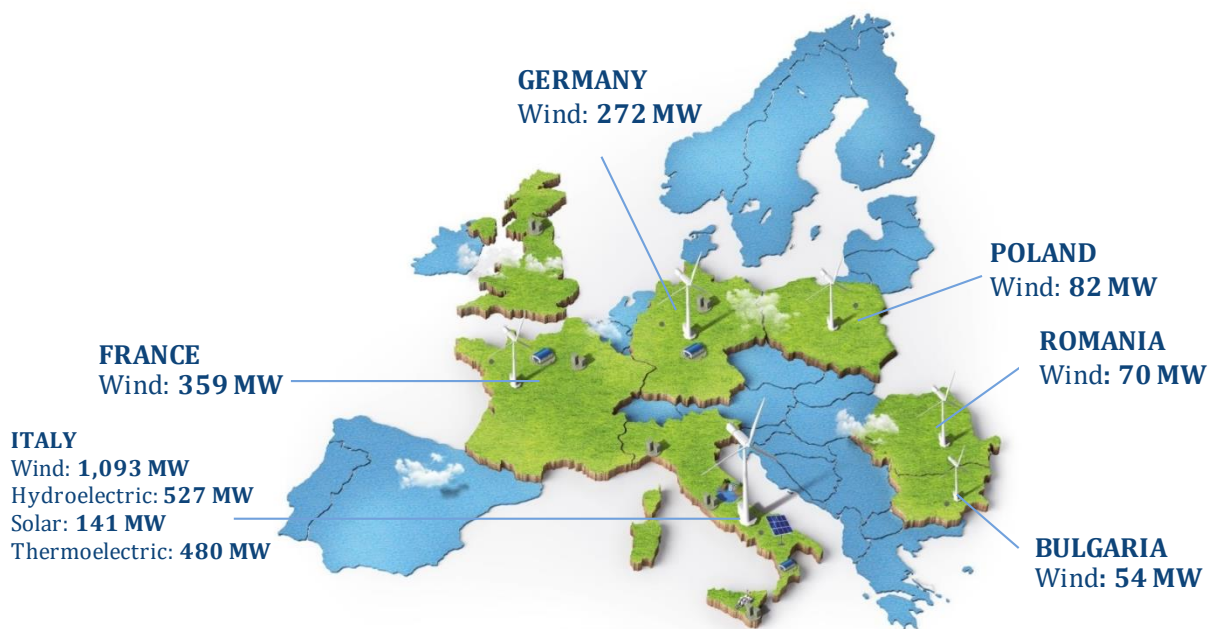 GERMANY
Wind: 272 MW
POLAND
Wind: 82 MW
ROMANIA
Wind: 70 MW
FRANCE
Wind: 359 MW
ITALY
Wind: 1,093 MW
Hydroelectric: 527 MW
Solar: 141 MW
Thermoelectric: 480 MW
BULGARIA
Wind: 54 MW